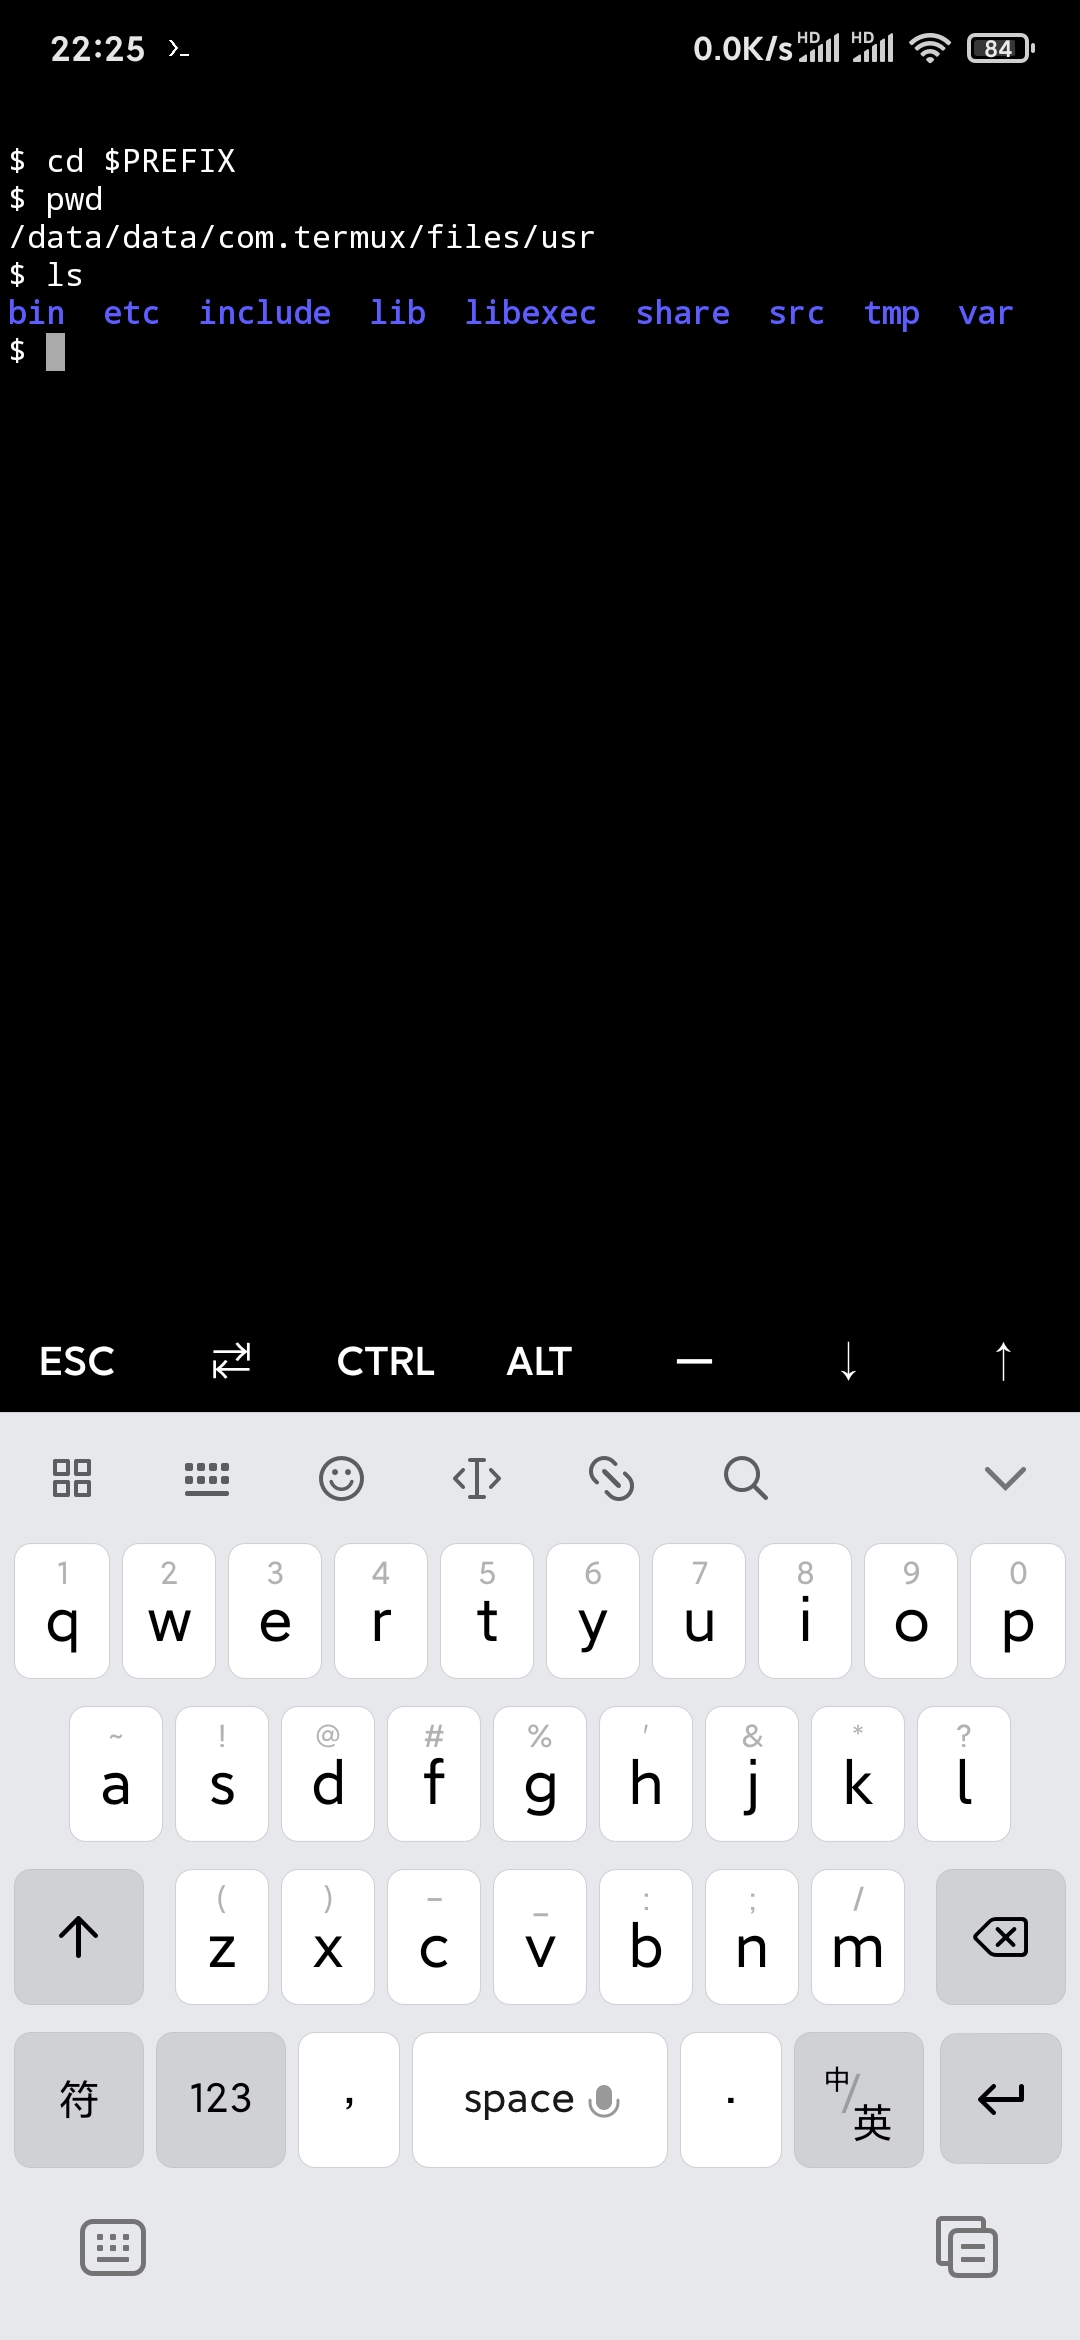 22:25 0.0K/s HD HD 84
$ cd $PREFIX
$ pwd
/data/data/com.termux/files/usr
$ ls
bin  etc  include  lib  libexec  share  src  tmp  var
$
ESC CTRL ALT — ↓ ↑
1 2 3 4 5 6 7 8 9 0
q w e r t y u i o p
~ ! @ # % ' & * ?
a s d f g h j k l
( ) – _ : ; /
z x c v b n m
符 123 , space . 中/英